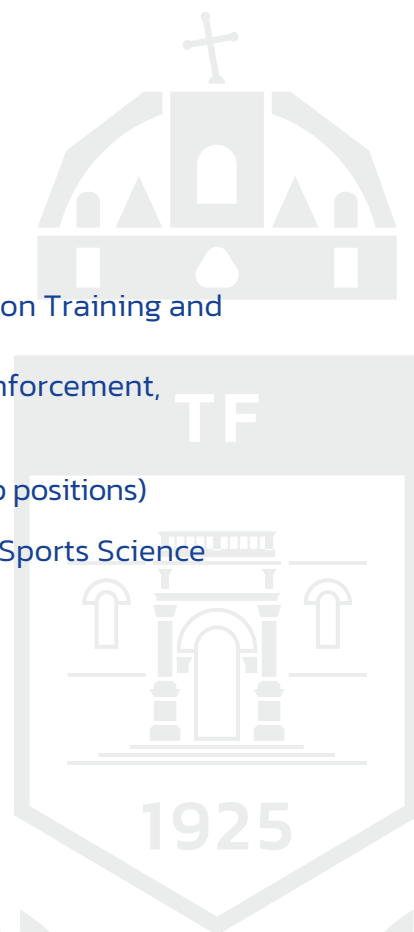 on Training and
nforcement,
TF
positions)
Sports Science
1925